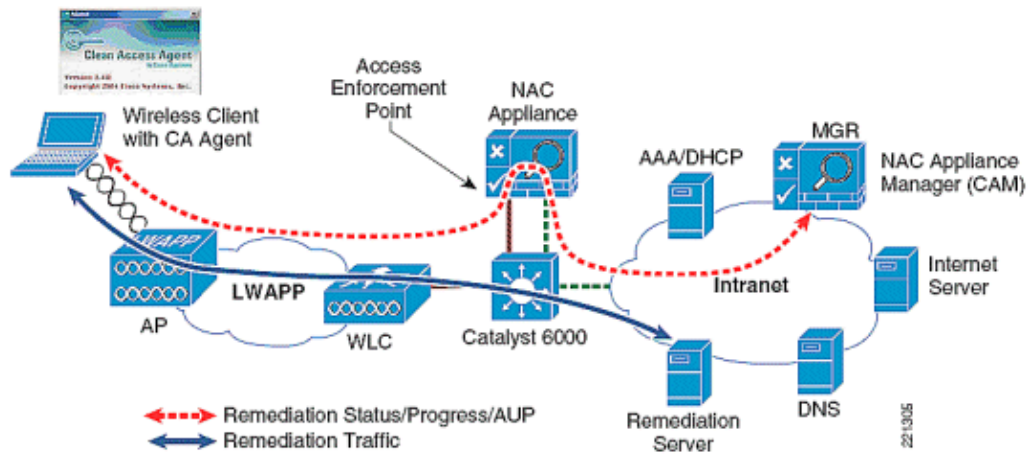 Clean Access Agent
Access
Enforcement
Point
NAC
Appliance
Wireless Client
with CA Agent
AAA/DHCP
MGR
NAC Appliance
Manager (CAM)
LWAPP
LWAPP
AP
WLC
Catalyst 6000
Intranet
Internet
Server
Remediation
Server
DNS
Remediation Status/Progress/AUP
Remediation Traffic
221305